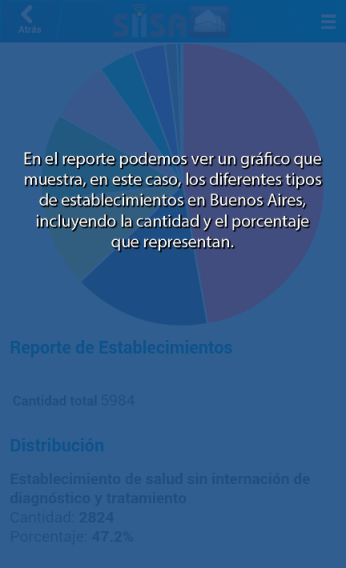 Atrás
SIISA
En el reporte podemos ver un gráfico que
muestra, en este caso, los diferentes tipos
de establecimientos en Buenos Aires,
incluyendo la cantidad y el porcentaje
que representan.
Reporte de Establecimientos
Cantidad total 5984
Distribución
Establecimiento de salud sin internación de
diagnóstico y tratamiento
Cantidad: 2824
Porcentaje: 47.2%